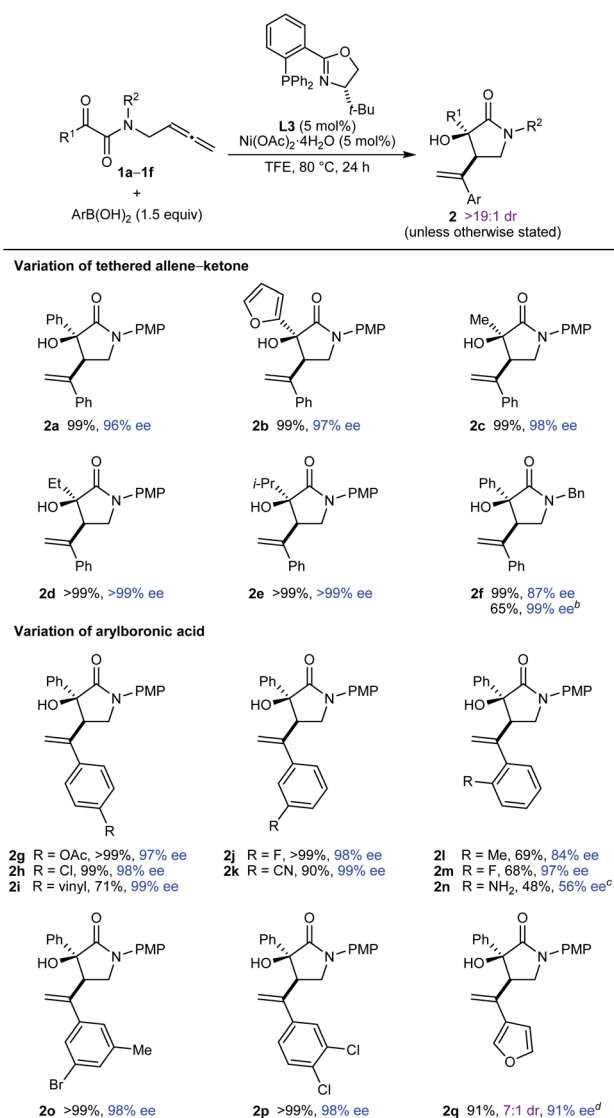 O
N
PPh2
t-Bu
L3 (5 mol%)
Ni(OAc)2·4H2O (5 mol%)
TFE, 80 °C, 24 h
O
R1
R2
N
O
1a–1f
+
ArB(OH)2 (1.5 equiv)
R1
O
HO
N
R2
Ar
2 >19:1 dr
(unless otherwise stated)
Variation of tethered allene–ketone
Ph
O
HO
N
PMP
Ph
2a 99%, 96% ee
O
O
HO
N
PMP
Ph
2b 99%, 97% ee
Me
O
HO
N
PMP
Ph
2c 99%, 98% ee
Et
O
HO
N
PMP
Ph
2d >99%, >99% ee
i-Pr
O
HO
N
PMP
Ph
2e >99%, >99% ee
Ph
O
HO
N
Bn
Ph
2f 99%, 87% ee
65%, 99% eeb
Variation of arylboronic acid
Ph
O
HO
N
PMP
R
2g R = OAc, >99%, 97% ee
2h R = Cl, 99%, 98% ee
2i R = vinyl, 71%, 99% ee
Ph
O
HO
N
PMP
R
2j R = F, >99%, 98% ee
2k R = CN, 90%, 99% ee
Ph
O
HO
N
PMP
R
2l R = Me, 69%, 84% ee
2m R = F, 68%, 97% ee
2n R = NH2, 48%, 56% eec
Ph
O
HO
N
PMP
Me
Br
2o >99%, 98% ee
Ph
O
HO
N
PMP
Cl
Cl
2p >99%, 98% ee
Ph
O
HO
N
PMP
O
2q 91%, 7:1 dr, 91% eed